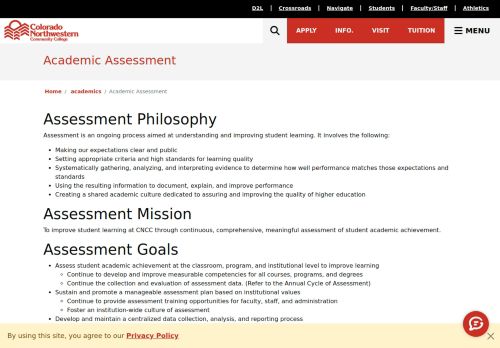 D2L | Crossroads | Navigate | Students | Faculty/Staff | Athletics
Colorado
Northwestern
Community College
APPLY INFO. VISIT TUITION MENU
Academic Assessment
Home / academics / Academic Assessment
Assessment Philosophy
Assessment is an ongoing process aimed at understanding and improving student learning. It involves the following:
Making our expectations clear and public
Setting appropriate criteria and high standards for learning quality
Systematically gathering, analyzing, and interpreting evidence to determine how well performance matches those expectations and
standards
Using the resulting information to document, explain, and improve performance
Creating a shared academic culture dedicated to assuring and improving the quality of higher education
Assessment Mission
To improve student learning at CNCC through continuous, comprehensive, meaningful assessment of student academic achievement.
Assessment Goals
Assess student academic achievement at the classroom, program, and institutional level to improve learning
Continue to develop and improve measurable competencies for all courses, programs, and degrees
Continue the collection and evaluation of assessment data. (Refer to the Annual Cycle of Assessment)
Sustain and promote a manageable assessment plan based on institutional values
Continue to provide assessment training opportunities for faculty, staff, and administration
Foster an institution-wide culture of assessment
Develop and maintain a centralized data collection, analysis, and reporting process
By using this site, you agree to our Privacy Policy